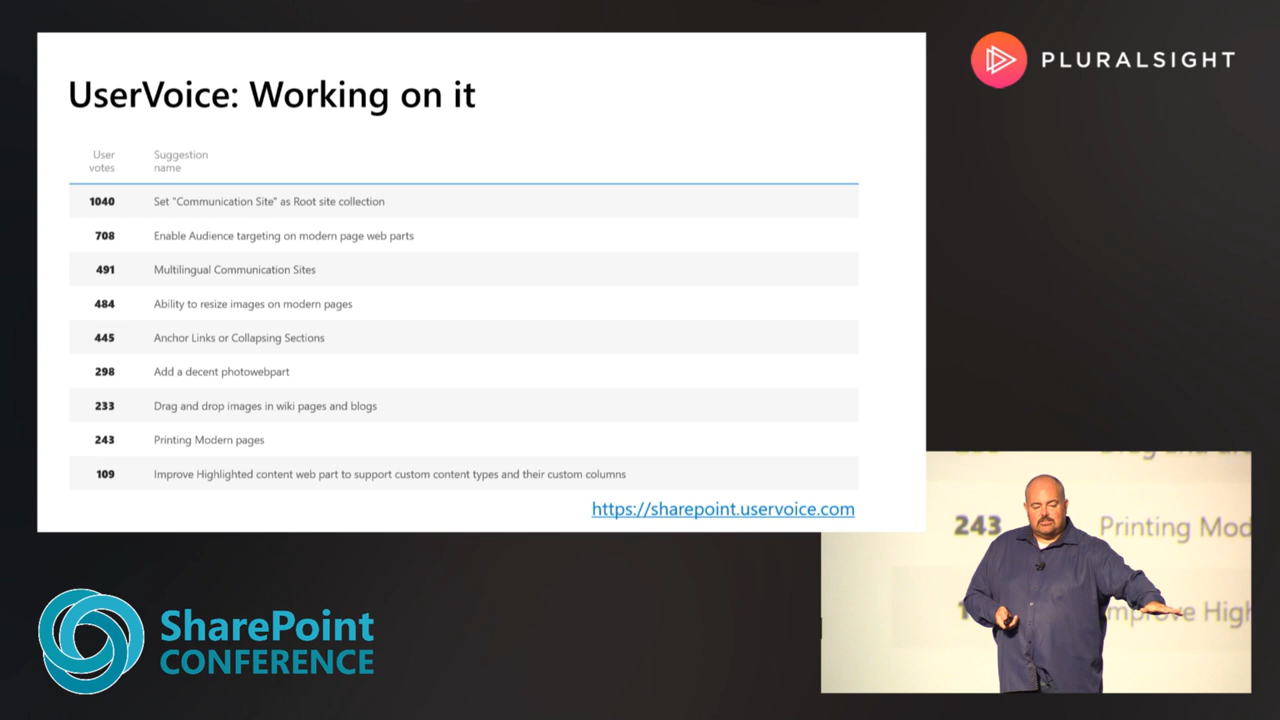 UserVoice: Working on it
User
votes
Suggestion
name
1040 Set "Communication Site" as Root site collection
708 Enable Audience targeting on modern page web parts
491 Multilingual Communication Sites
484 Ability to resize images on modern pages
445 Anchor Links or Collapsing Sections
298 Add a decent photowebpart
233 Drag and drop images in wiki pages and blogs
243 Printing Modern pages
109 Improve Highlighted content web part to support custom content types and their custom columns
https://sharepoint.uservoice.com
PLURALSIGHT
SharePoint
CONFERENCE
243 Printing Mod
mprove High